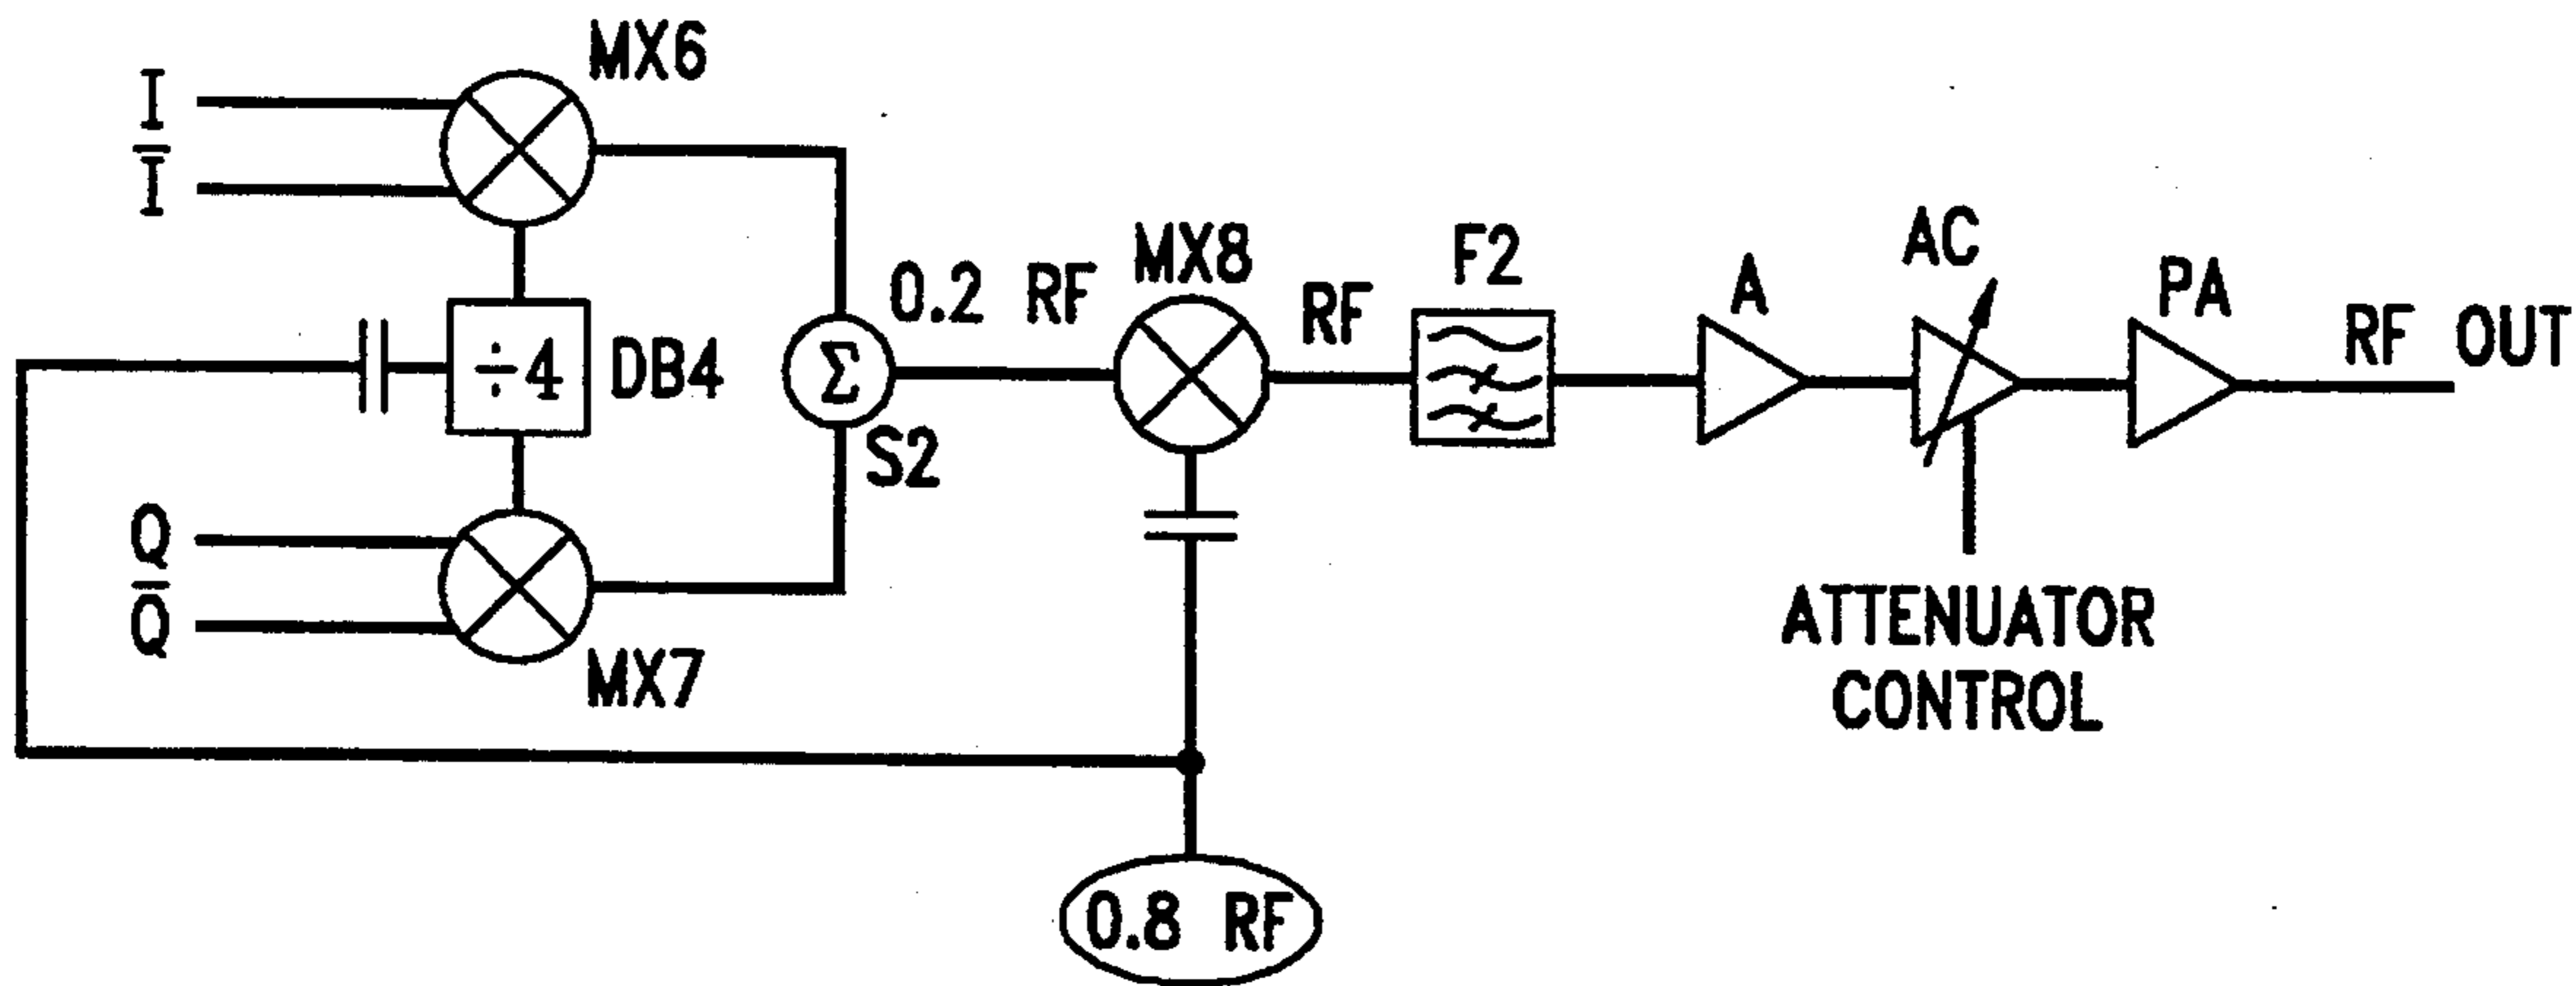 MX6
I
I̅
÷4
DB4
Q
Q̅
MX7
Σ
S2
0.2 RF
MX8
RF
F2
A
AC
PA
RF OUT
ATTENUATOR
CONTROL
0.8 RF